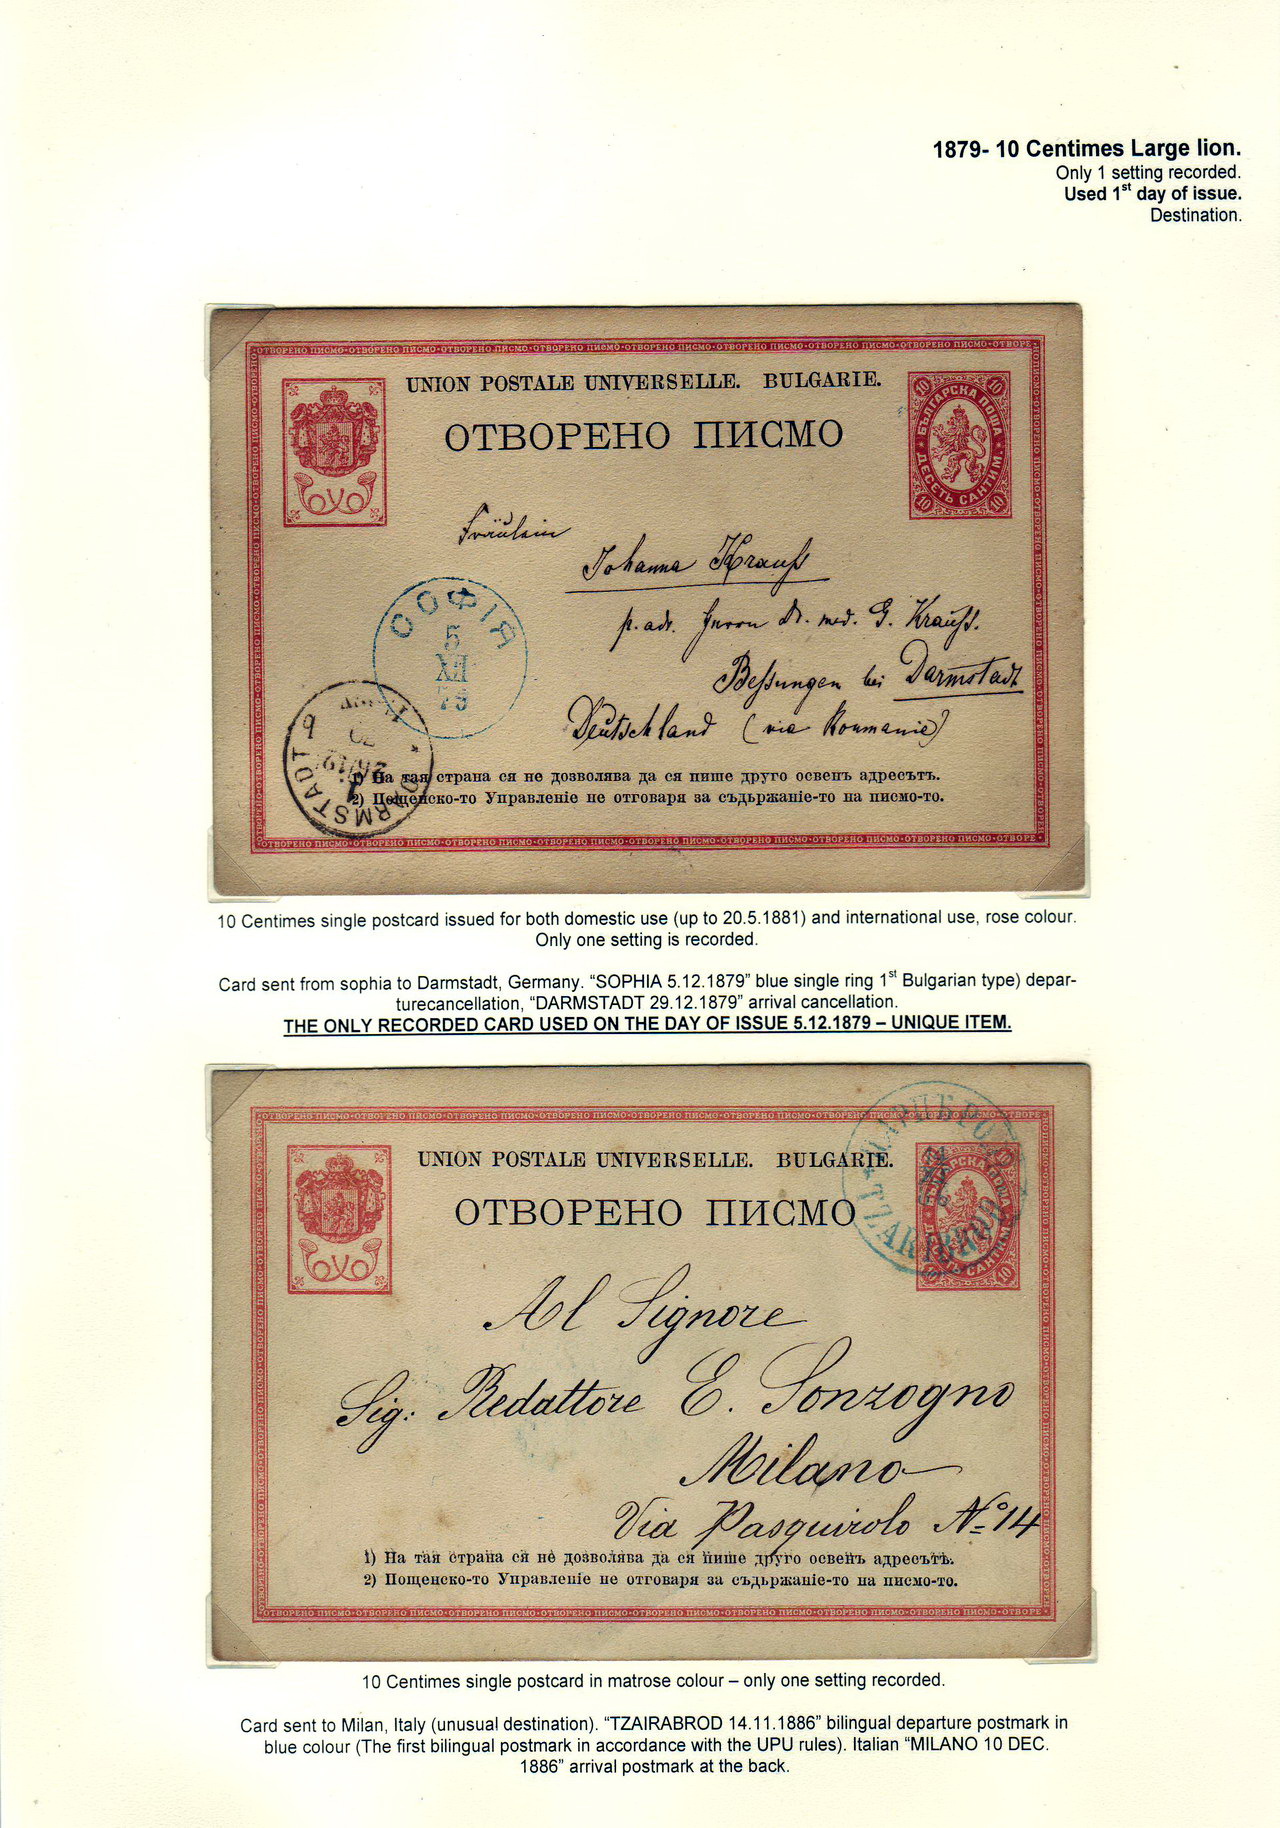 1879- 10 Centimes Large lion.
Only 1 setting recorded.
Used 1st day of issue.
Destination.
UNION POSTALE UNIVERSELLE. BULGARIE.
ОТВОРЕНО ПИСМО
10 10
БЪЛГАРСКА ПОЩА
ДЕСЕТЬ САНТИМ.
10 10
Fräulein
Johanna Krauß
p. adr. Herrn Dr. med. G. Krauß.
Beßungen bei Darmstadt
Deutschland (via Roumanie)
СОФІЯ
5
XII
79
DARMSTADT
1) На тая страна ся не дозволява да ся пише друго освенъ адресътъ.
2) Пощенско-то Управленіе не отговаря за съдържаніе-то на писмо-то.
10 Centimes single postcard issued for both domestic use (up to 20.5.1881) and international use, rose colour.
Only one setting is recorded.
Card sent from sophia to Darmstadt, Germany. “SOPHIA 5.12.1879” blue single ring 1st Bulgarian type) depar-
turecancellation, “DARMSTADT 29.12.1879” arrival cancellation.
THE ONLY RECORDED CARD USED ON THE DAY OF ISSUE 5.12.1879 – UNIQUE ITEM.
UNION POSTALE UNIVERSELLE. BULGARIE.
ОТВОРЕНО ПИСМО
TZARIBROD
Al Signore
Sig: Redattore E. Sonzogno
Milano
Via Pasquirolo No 14
1) На тая страна ся не дозволява да ся пише друго освенъ адресътъ.
2) Пощенско-то Управленіе не отговаря за съдържаніе-то на писмо-то.
10 Centimes single postcard in matrose colour – only one setting recorded.
Card sent to Milan, Italy (unusual destination). “TZAIRABROD 14.11.1886” bilingual departure postmark in
blue colour (The first bilingual postmark in accordance with the UPU rules). Italian “MILANO 10 DEC.
1886” arrival postmark at the back.